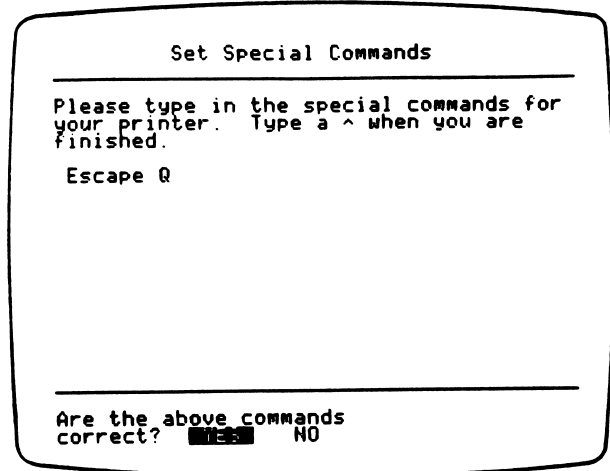 Set Special Commands
Please type in the special commands for
your printer. Type a ^ when you are
finished.
Escape Q
Are the above commands
correct? YES NO